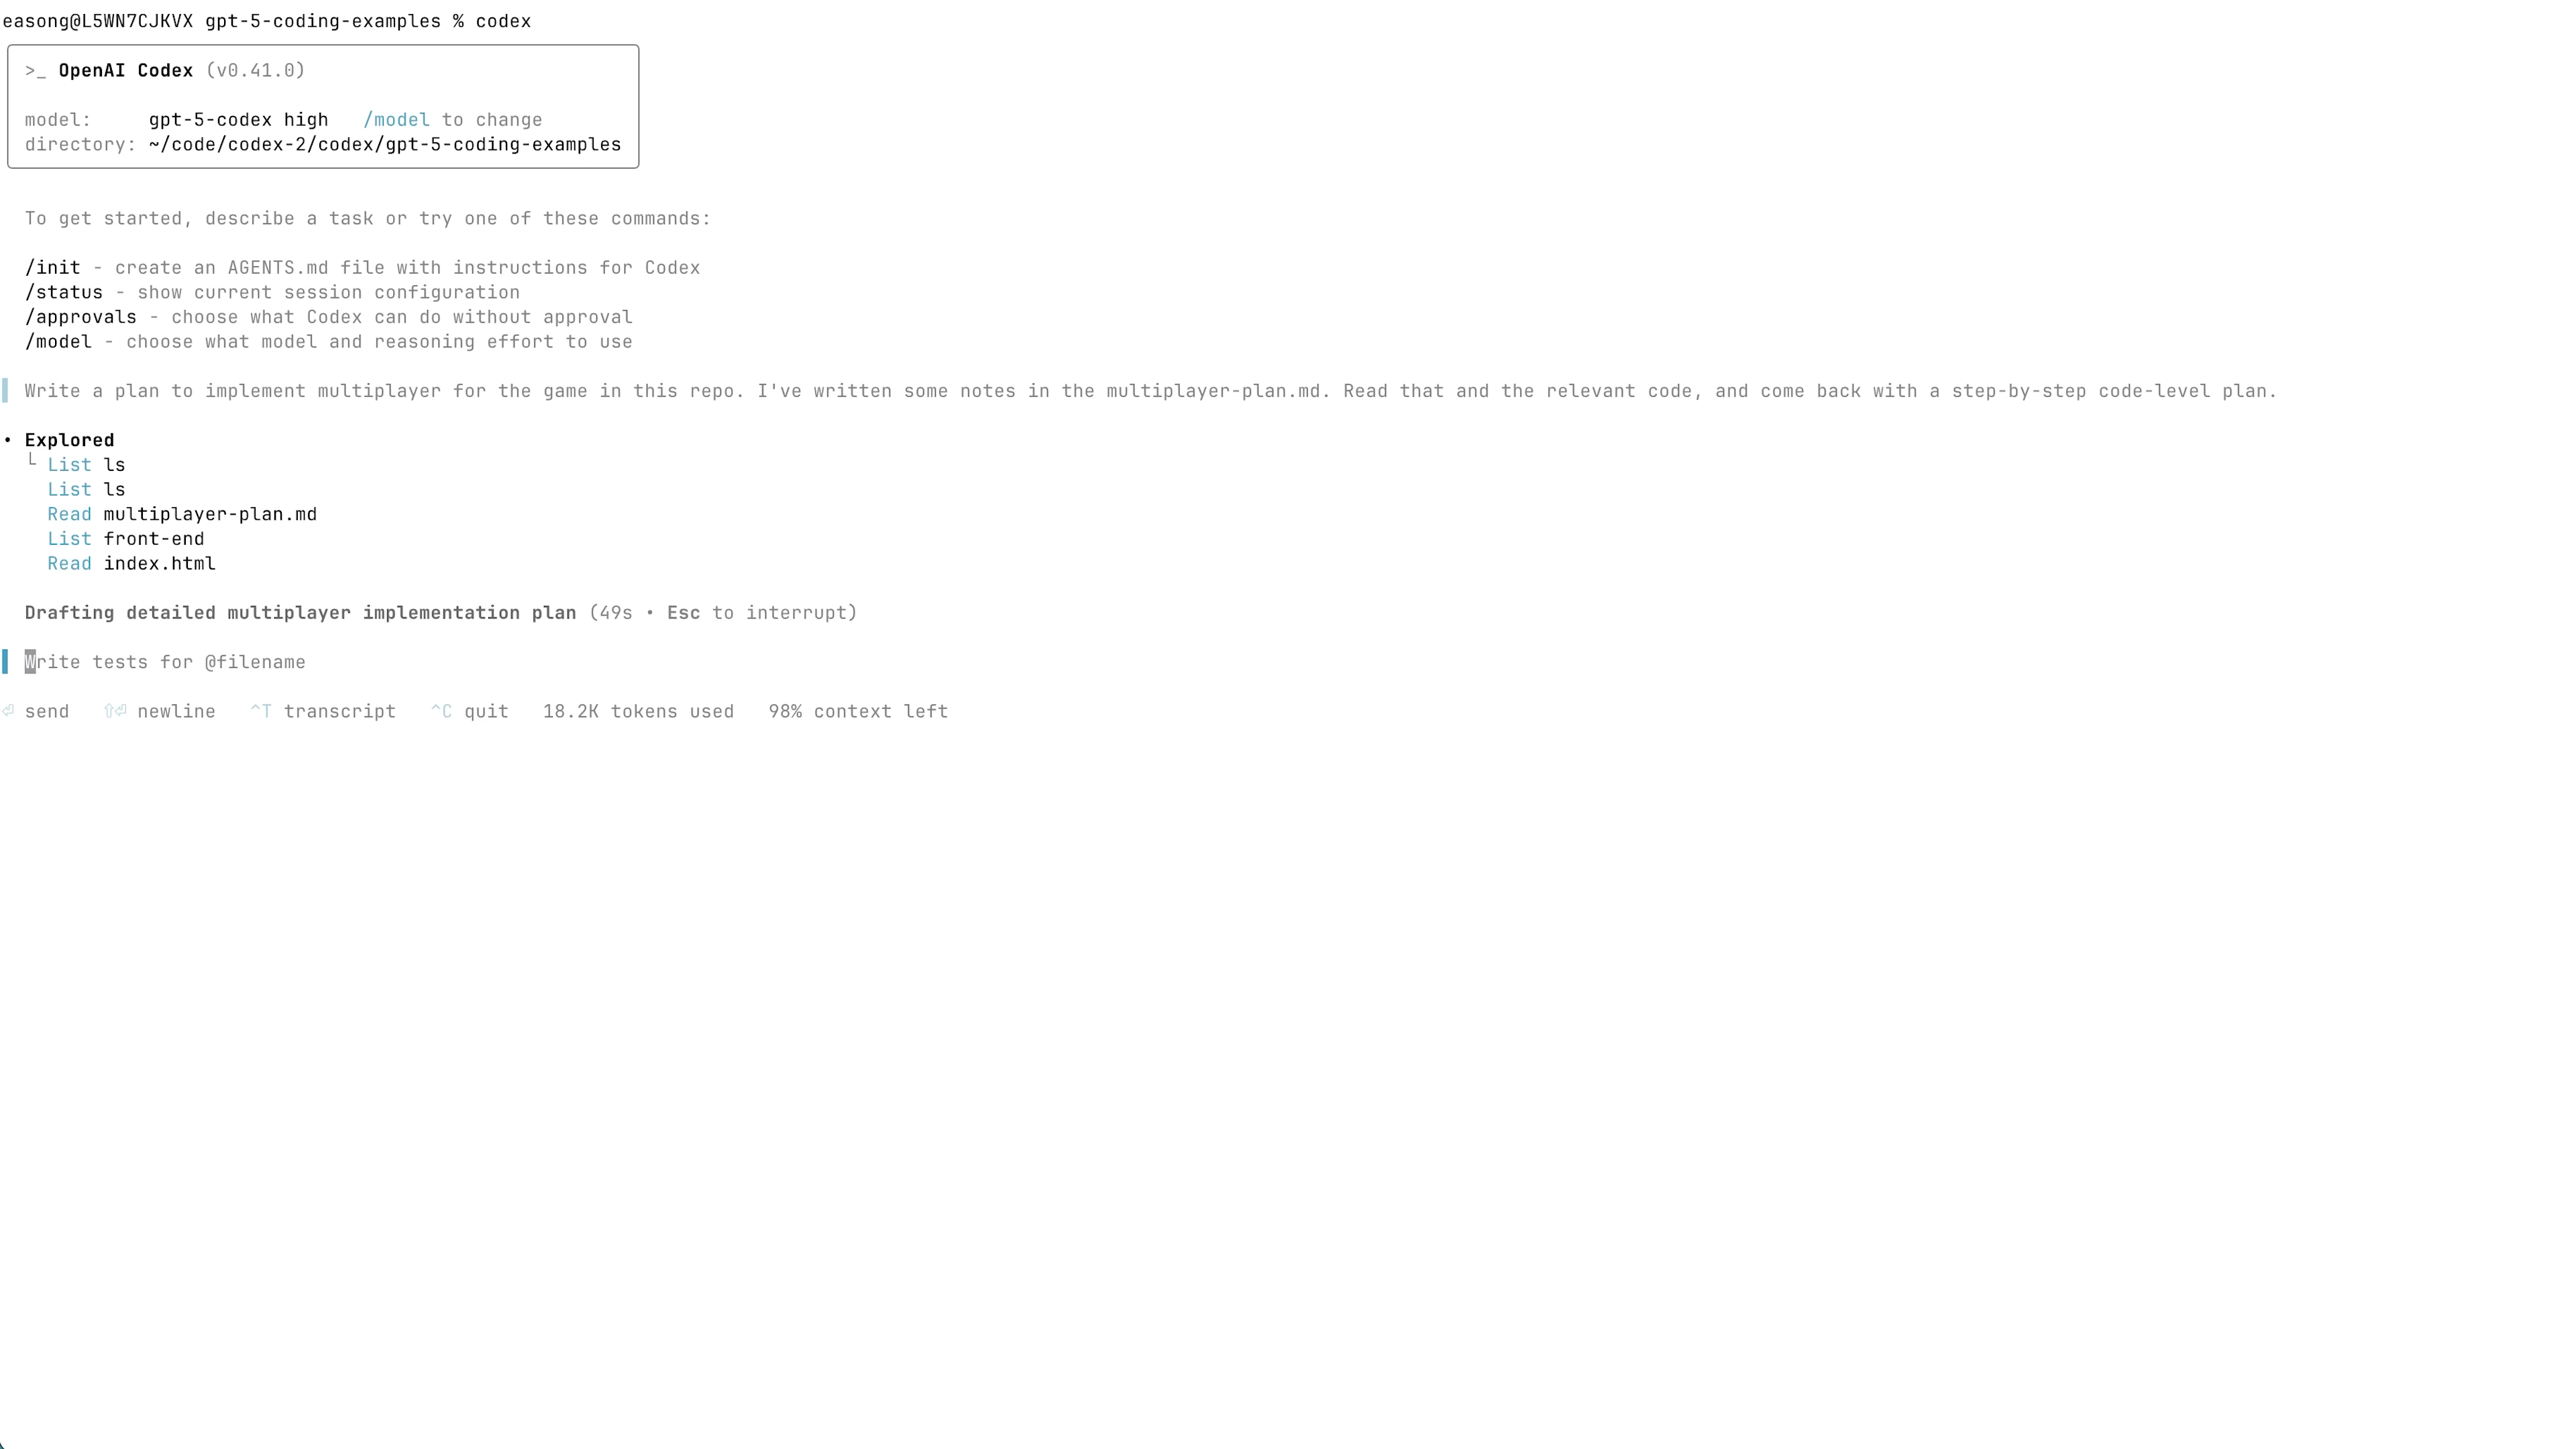 easong@L5WN7CJKVX gpt-5-coding-examples % codex
>_ OpenAI Codex (v0.41.0)
model:     gpt-5-codex high   /model to change
directory: ~/code/codex-2/codex/gpt-5-coding-examples
To get started, describe a task or try one of these commands:
/init - create an AGENTS.md file with instructions for Codex
/status - show current session configuration
/approvals - choose what Codex can do without approval
/model - choose what model and reasoning effort to use
Write a plan to implement multiplayer for the game in this repo. I've written some notes in the multiplayer-plan.md. Read that and the relevant code, and come back with a step-by-step code-level plan.
• Explored
└ List ls
List ls
Read multiplayer-plan.md
List front-end
Read index.html
Drafting detailed multiplayer implementation plan (49s • Esc to interrupt)
Write tests for @filename
⏎ send   ⇧⏎ newline   ^T transcript   ^C quit   18.2K tokens used   98% context left